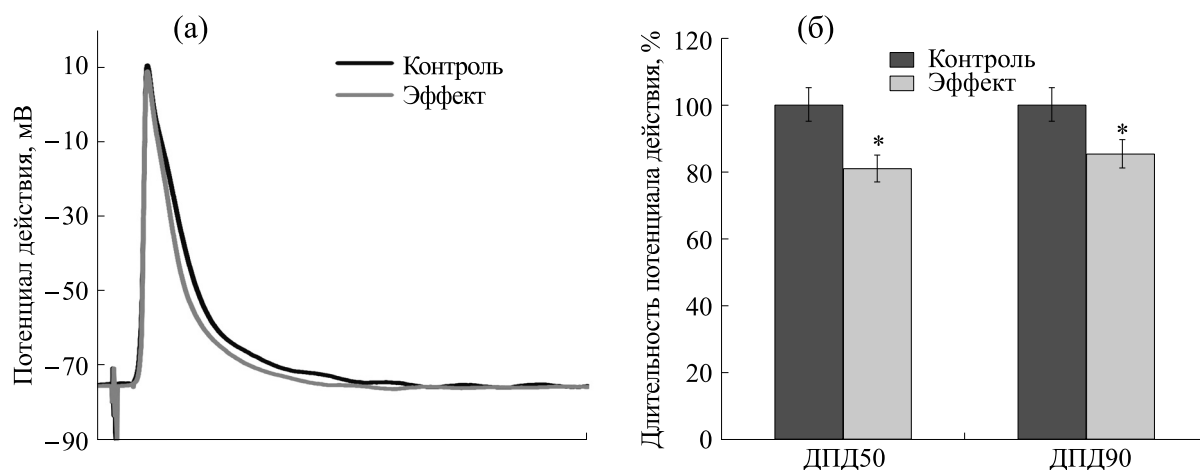 (а)
Потенциал действия, мВ
10
−10
−30
−50
−70
−90
Контроль
Эффект
(б)
Длительность потенциала действия, %
120
100
80
60
40
20
0
Контроль
Эффект
*
*
ДПД50
ДПД90